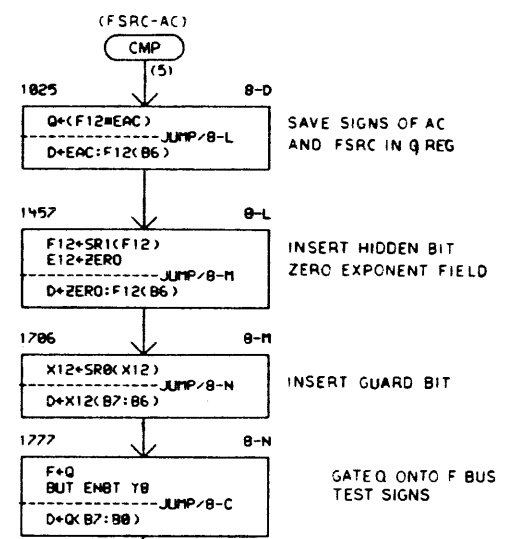 (FSRC-AC)
CMP
(5)
1025 8-D
Q←(F12≡EAC)
JUMP/8-L
D←EAC:F12(B6)
SAVE SIGNS OF AC
AND FSRC IN Q REG
1457 8-L
F12←SR1(F12)
E12←ZERO
JUMP/8-M
D←ZERO:F12(B6)
INSERT HIDDEN BIT
ZERO EXPONENT FIELD
1706 8-M
X12←SR0(X12)
JUMP/8-N
D←X12(B7:B6)
INSERT GUARD BIT
1777 8-N
F←Q
BUT ENBT Y8
JUMP/8-C
D←Q(B7:B0)
GATE Q ONTO F BUS
TEST SIGNS